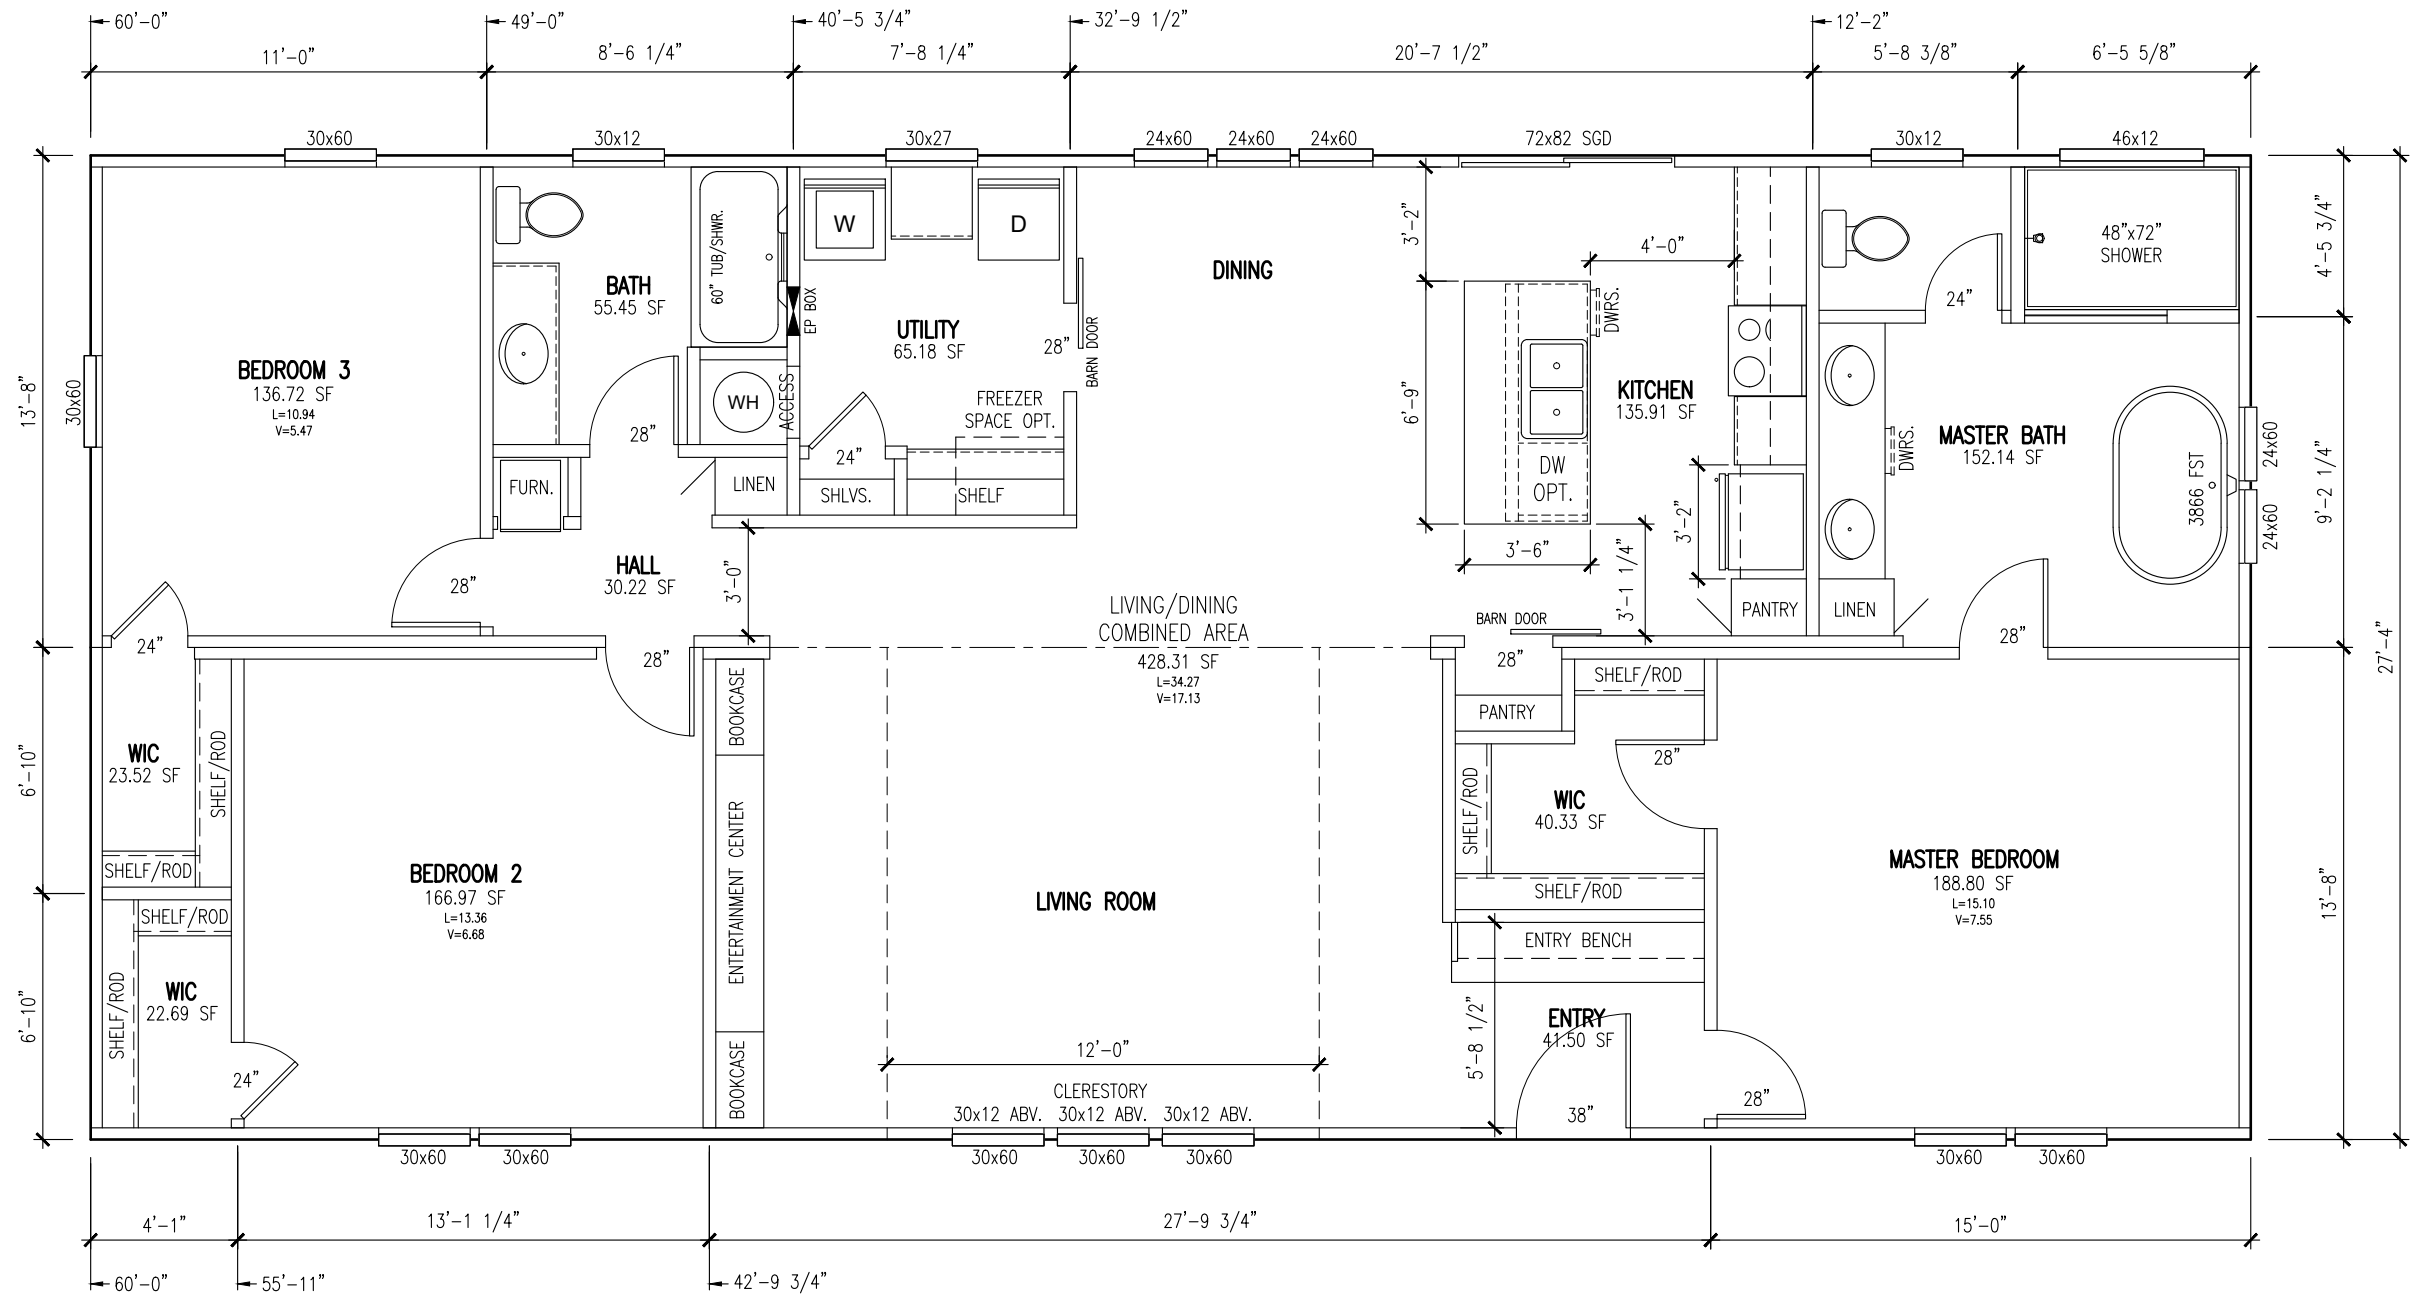 60'-0"
49'-0"
40'-5 3/4"
32'-9 1/2"
12'-2"
11'-0"
8'-6 1/4"
7'-8 1/4"
20'-7 1/2"
5'-8 3/8"
6'-5 5/8"
30x60
30x12
30x27
24x60
24x60
24x60
72x82 SGD
30x12
46x12
13'-8"
30x60
BEDROOM 3
136.72 SF
L=10.94
V=5.47
BATH
55.45 SF
60" TUB/SHWR.
EP BOX
W
D
UTILITY
65.18 SF
28"
BARN DOOR
FREEZER
SPACE OPT.
WH
ACCESS
28"
24"
FURN.
LINEN
SHLVS.
SHELF
DINING
3'-2"
4'-0"
DWRS.
6'-9"
KITCHEN
135.91 SF
DW
OPT.
3'-2"
3'-6"
3'-1 1/4"
24"
48"x72"
SHOWER
4'-5 3/4"
MASTER BATH
152.14 SF
DWRS.
3866 FST
24x60
24x60
9'-2 1/4"
27'-4"
28"
HALL
30.22 SF
3'-0"
24"
28"
LIVING/DINING
COMBINED AREA
428.31 SF
L=34.27
V=17.13
BARN DOOR
28"
PANTRY
LINEN
28"
SHELF/ROD
PANTRY
28"
WIC
23.52 SF
SHELF/ROD
SHELF/ROD
6'-10"
BOOKCASE
ENTERTAINMENT CENTER
BOOKCASE
BEDROOM 2
166.97 SF
L=13.36
V=6.68
SHELF/ROD
SHELF/ROD
WIC
22.69 SF
6'-10"
24"
LIVING ROOM
12'-0"
CLERESTORY
30x12 ABV.
30x12 ABV.
30x12 ABV.
SHELF/ROD
WIC
40.33 SF
SHELF/ROD
ENTRY BENCH
5'-8 1/2"
ENTRY
41.50 SF
38"
28"
MASTER BEDROOM
188.80 SF
L=15.10
V=7.55
13'-8"
30x60
30x60
30x60
30x60
30x60
30x60
30x60
4'-1"
13'-1 1/4"
27'-9 3/4"
15'-0"
60'-0"
55'-11"
42'-9 3/4"